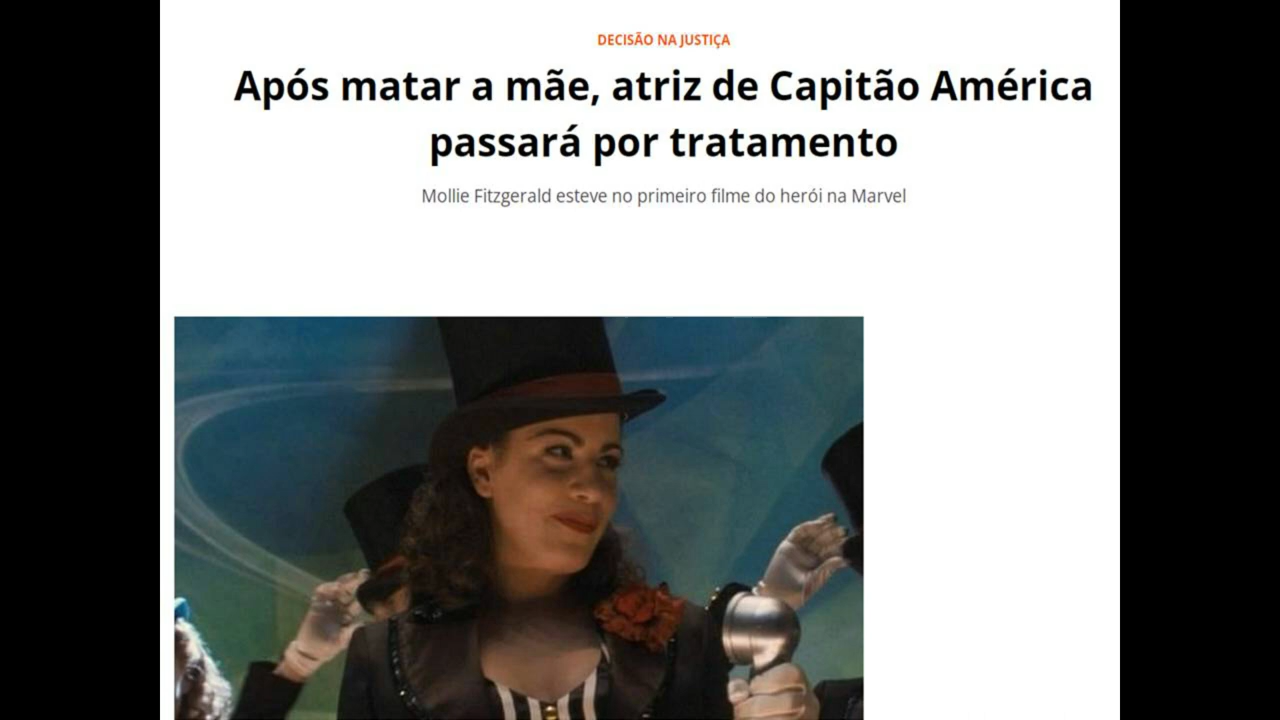 DECISÃO NA JUSTIÇA
Após matar a mãe, atriz de Capitão América
passará por tratamento
Mollie Fitzgerald esteve no primeiro filme do herói na Marvel